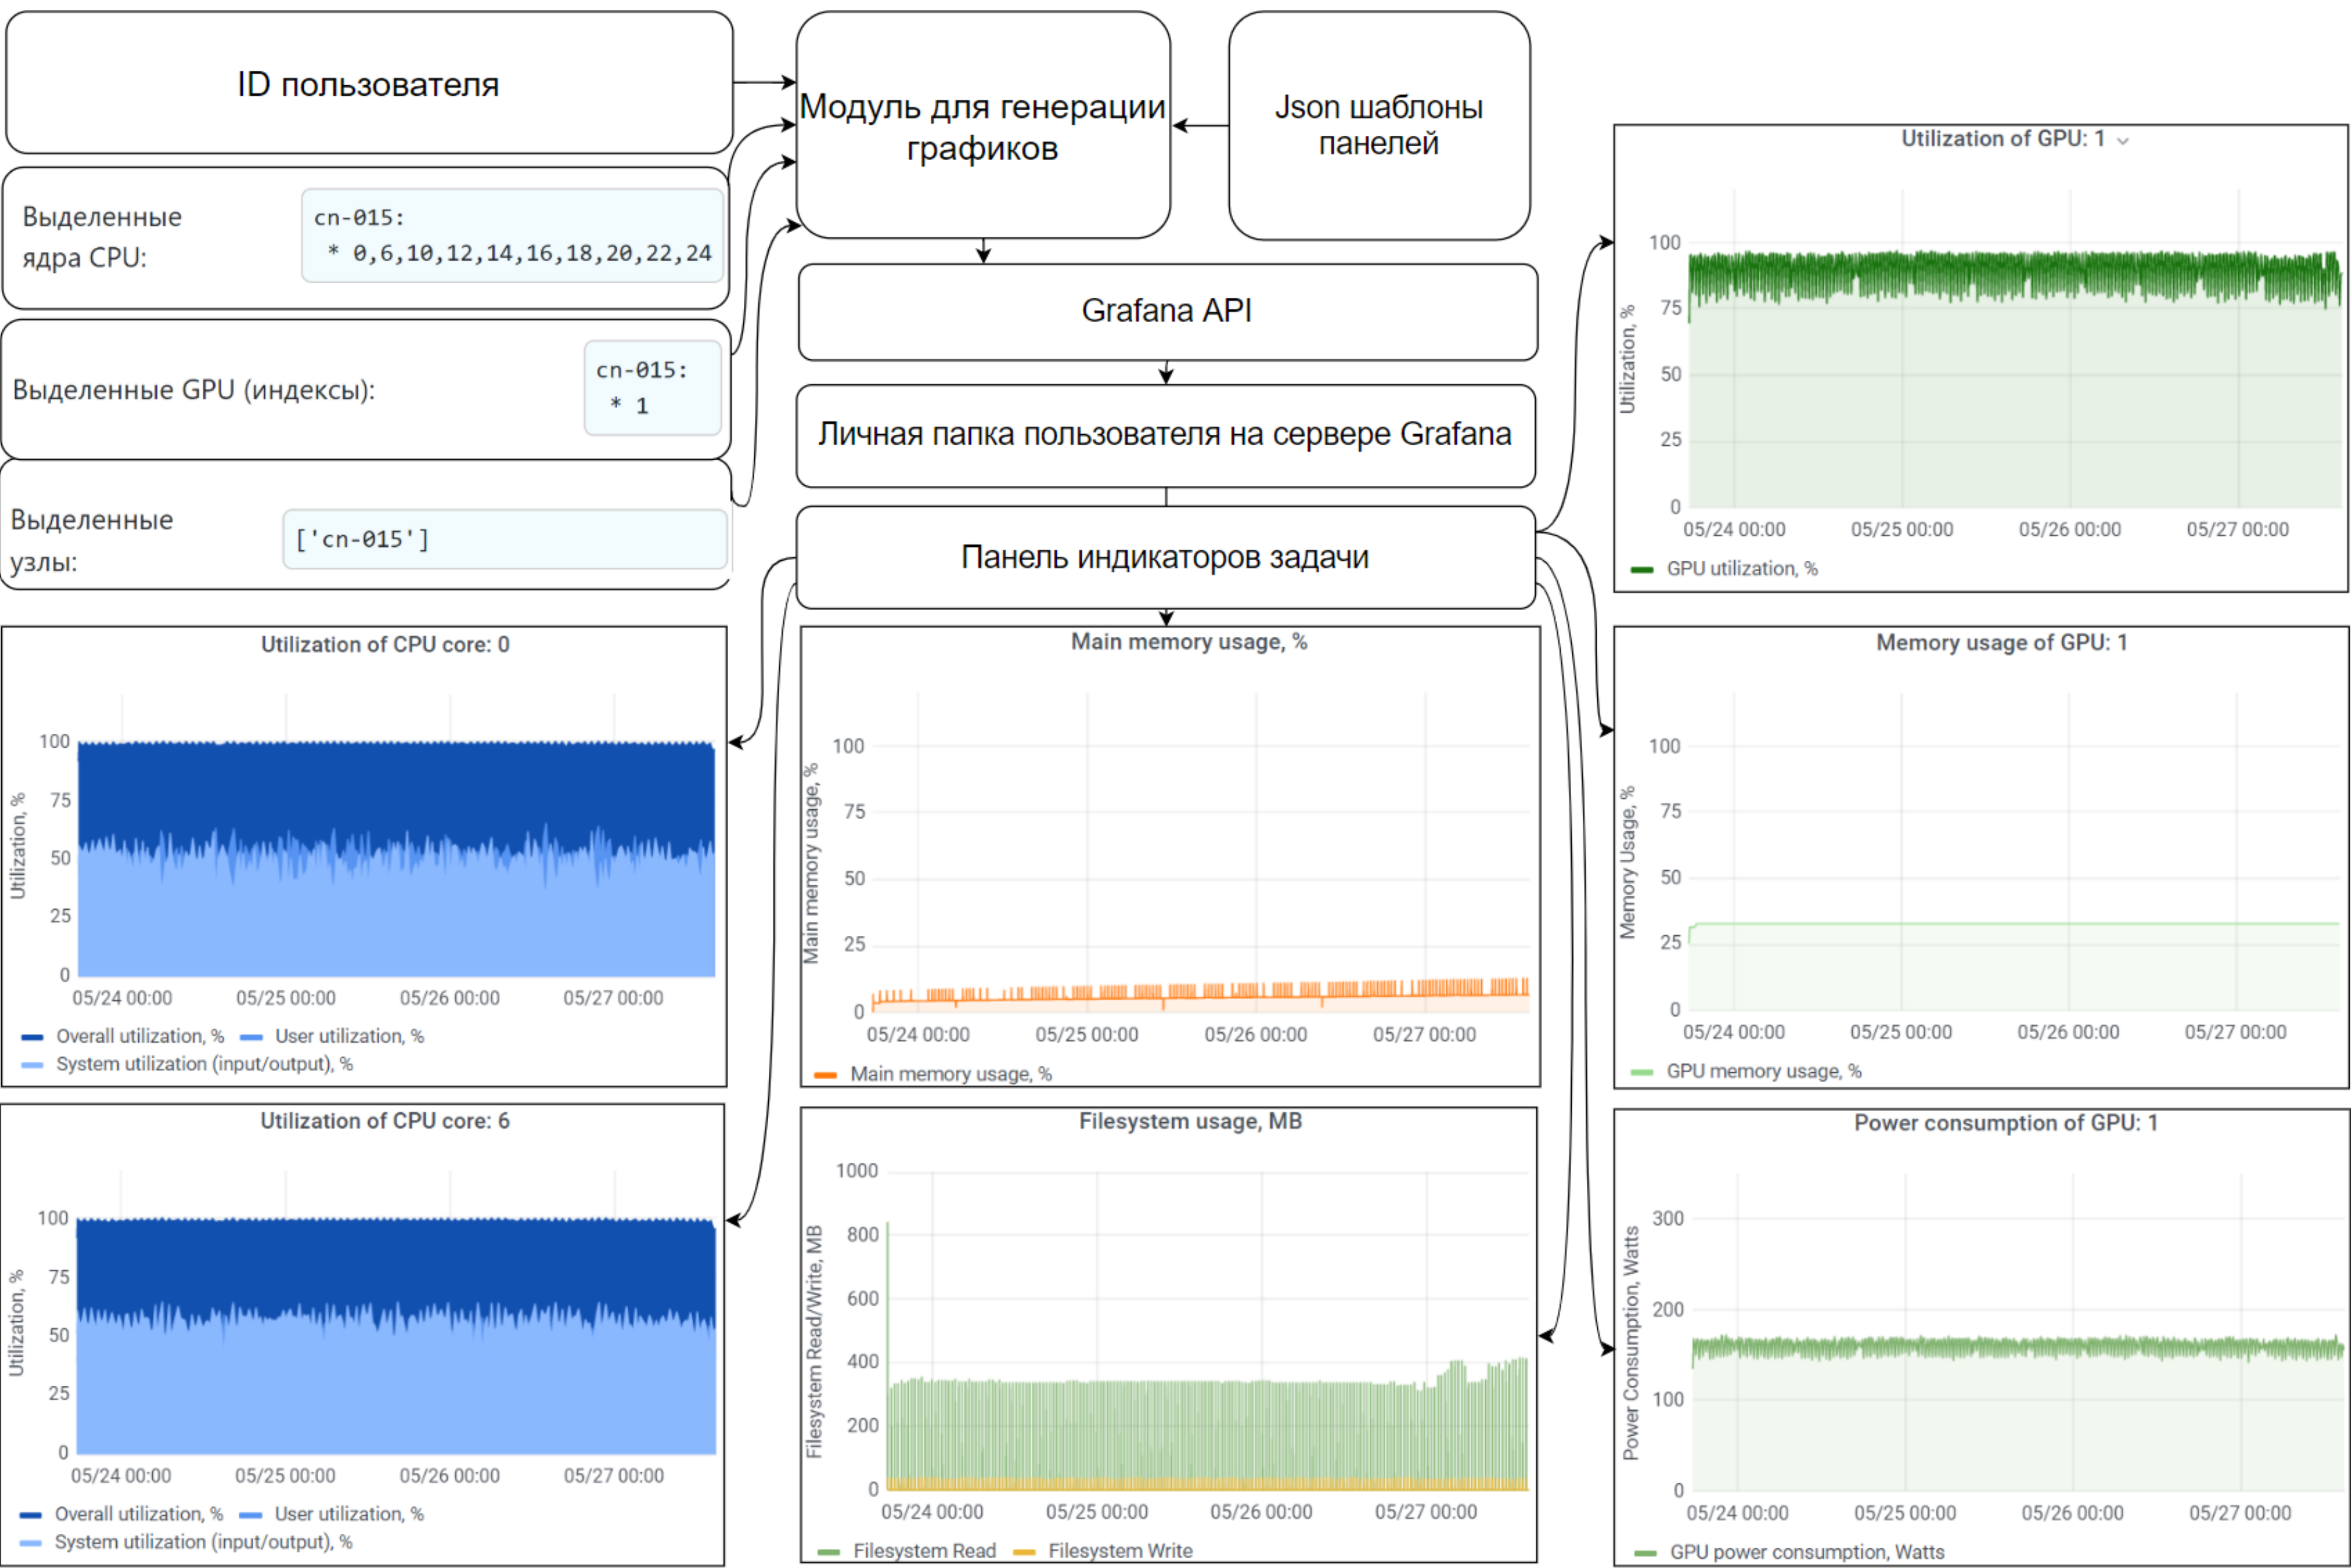 ID пользователя
Выделенные
ядра CPU:
cn-015:
* 0,6,10,12,14,16,18,20,22,24
Выделенные GPU (индексы):
cn-015:
* 1
Выделенные
узлы:
['cn-015']
Модуль для генерации
графиков
Json шаблоны
панелей
Grafana API
Личная папка пользователя на сервере Grafana
Панель индикаторов задачи
Utilization of GPU: 1
Utilization, %
100
75
50
25
0
05/24 00:00 05/25 00:00 05/26 00:00 05/27 00:00
GPU utilization, %
Utilization of CPU core: 0
Utilization, %
100
75
50
25
0
05/24 00:00 05/25 00:00 05/26 00:00 05/27 00:00
Overall utilization, % User utilization, %
System utilization (input/output), %
Main memory usage, %
Main memory usage, %
100
75
50
25
0
05/24 00:00 05/25 00:00 05/26 00:00 05/27 00:00
Main memory usage, %
Memory usage of GPU: 1
Memory Usage, %
100
75
50
25
0
05/24 00:00 05/25 00:00 05/26 00:00 05/27 00:00
GPU memory usage, %
Utilization of CPU core: 6
Utilization, %
100
75
50
25
0
05/24 00:00 05/25 00:00 05/26 00:00 05/27 00:00
Overall utilization, % User utilization, %
System utilization (input/output), %
Filesystem usage, MB
Filesystem Read/Write, MB
1000
800
600
400
200
0
05/24 00:00 05/25 00:00 05/26 00:00 05/27 00:00
Filesystem Read Filesystem Write
Power consumption of GPU: 1
Power Consumption, Watts
300
200
100
0
05/24 00:00 05/25 00:00 05/26 00:00 05/27 00:00
GPU power consumption, Watts